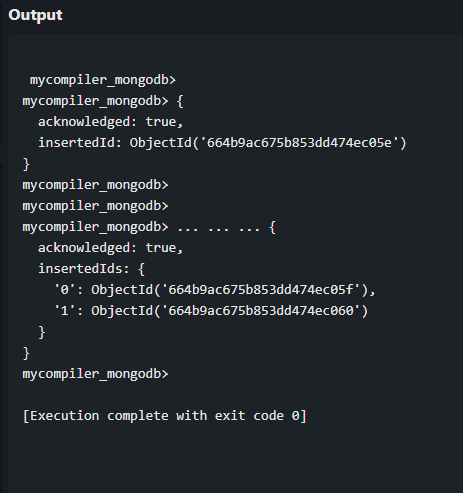 Output
mycompiler_mongodb>
mycompiler_mongodb> {
  acknowledged: true,
  insertedId: ObjectId('664b9ac675b853dd474ec05e')
}
mycompiler_mongodb>
mycompiler_mongodb>
mycompiler_mongodb> ... ... ... {
  acknowledged: true,
  insertedIds: {
    '0': ObjectId('664b9ac675b853dd474ec05f'),
    '1': ObjectId('664b9ac675b853dd474ec060')
  }
}
mycompiler_mongodb>
[Execution complete with exit code 0]